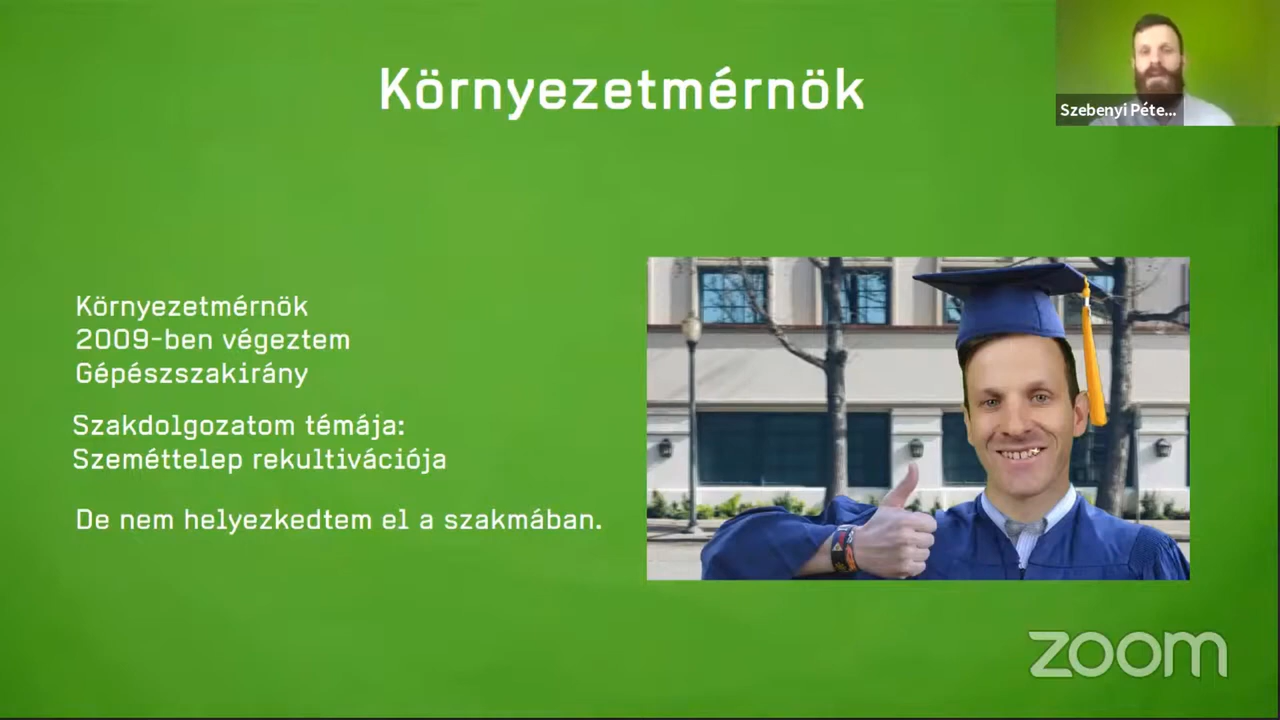 Környezetmérnök
Szebenyi Péte...
Környezetmérnök
2009-ben végeztem
Gépészszakirány
Szakdolgozatom témája:
Szeméttelep rekultivációja
De nem helyezkedtem el a szakmában.
zoom